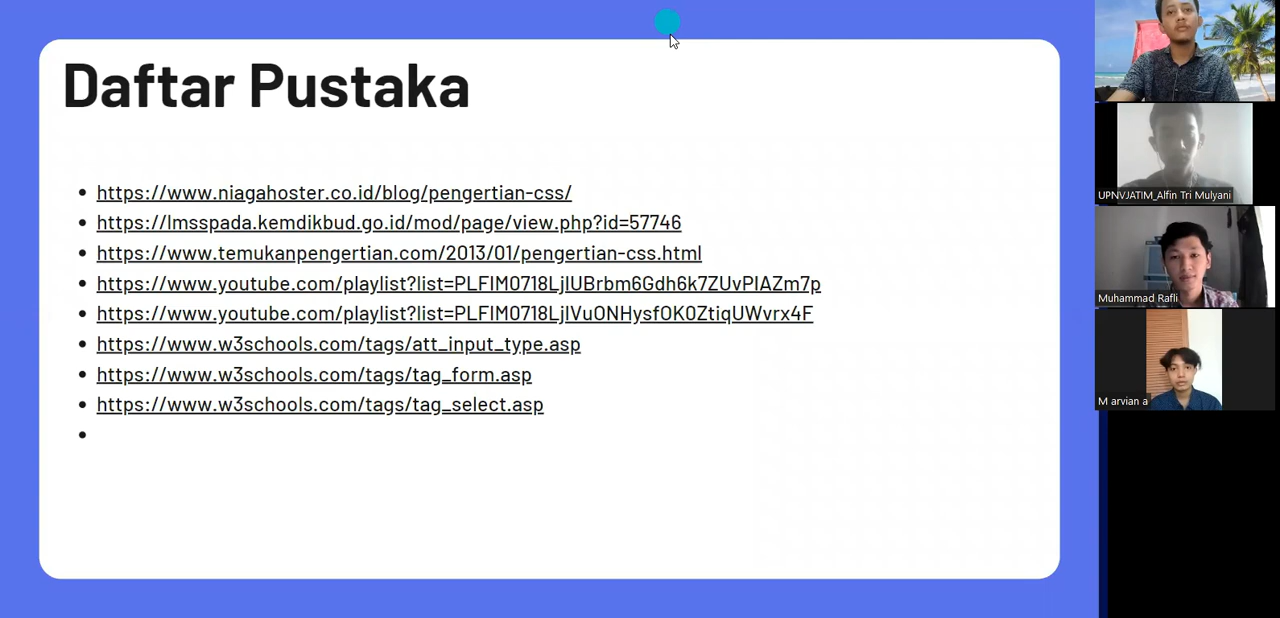 Daftar Pustaka
https://www.niagahoster.co.id/blog/pengertian-css/
https://lmsspada.kemdikbud.go.id/mod/page/view.php?id=57746
https://www.temukanpengertian.com/2013/01/pengertian-css.html
https://www.youtube.com/playlist?list=PLFIM0718LjIUBrbm6Gdh6k7ZUvPIAZm7p
https://www.youtube.com/playlist?list=PLFIM0718LjIVuONHysfOK0ZtiqUWvrx4F
https://www.w3schools.com/tags/att_input_type.asp
https://www.w3schools.com/tags/tag_form.asp
https://www.w3schools.com/tags/tag_select.asp
UPNVJATIM_Alfin Tri Mulyani
Muhammad Rafli
M arvian a